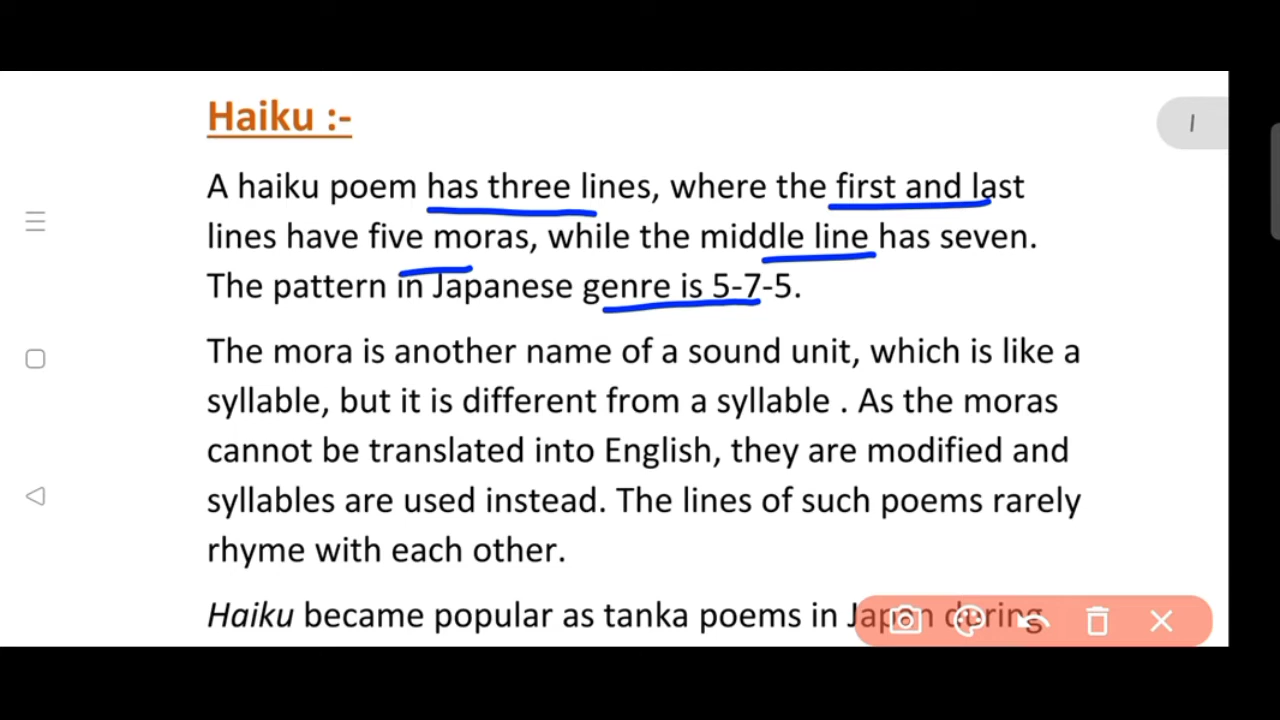 Haiku :-
A haiku poem has three lines, where the first and last
lines have five moras, while the middle line has seven.
The pattern in Japanese genre is 5-7-5.
The mora is another name of a sound unit, which is like a
syllable, but it is different from a syllable . As the moras
cannot be translated into English, they are modified and
syllables are used instead. The lines of such poems rarely
rhyme with each other.
Haiku became popular as tanka poems in Japan during